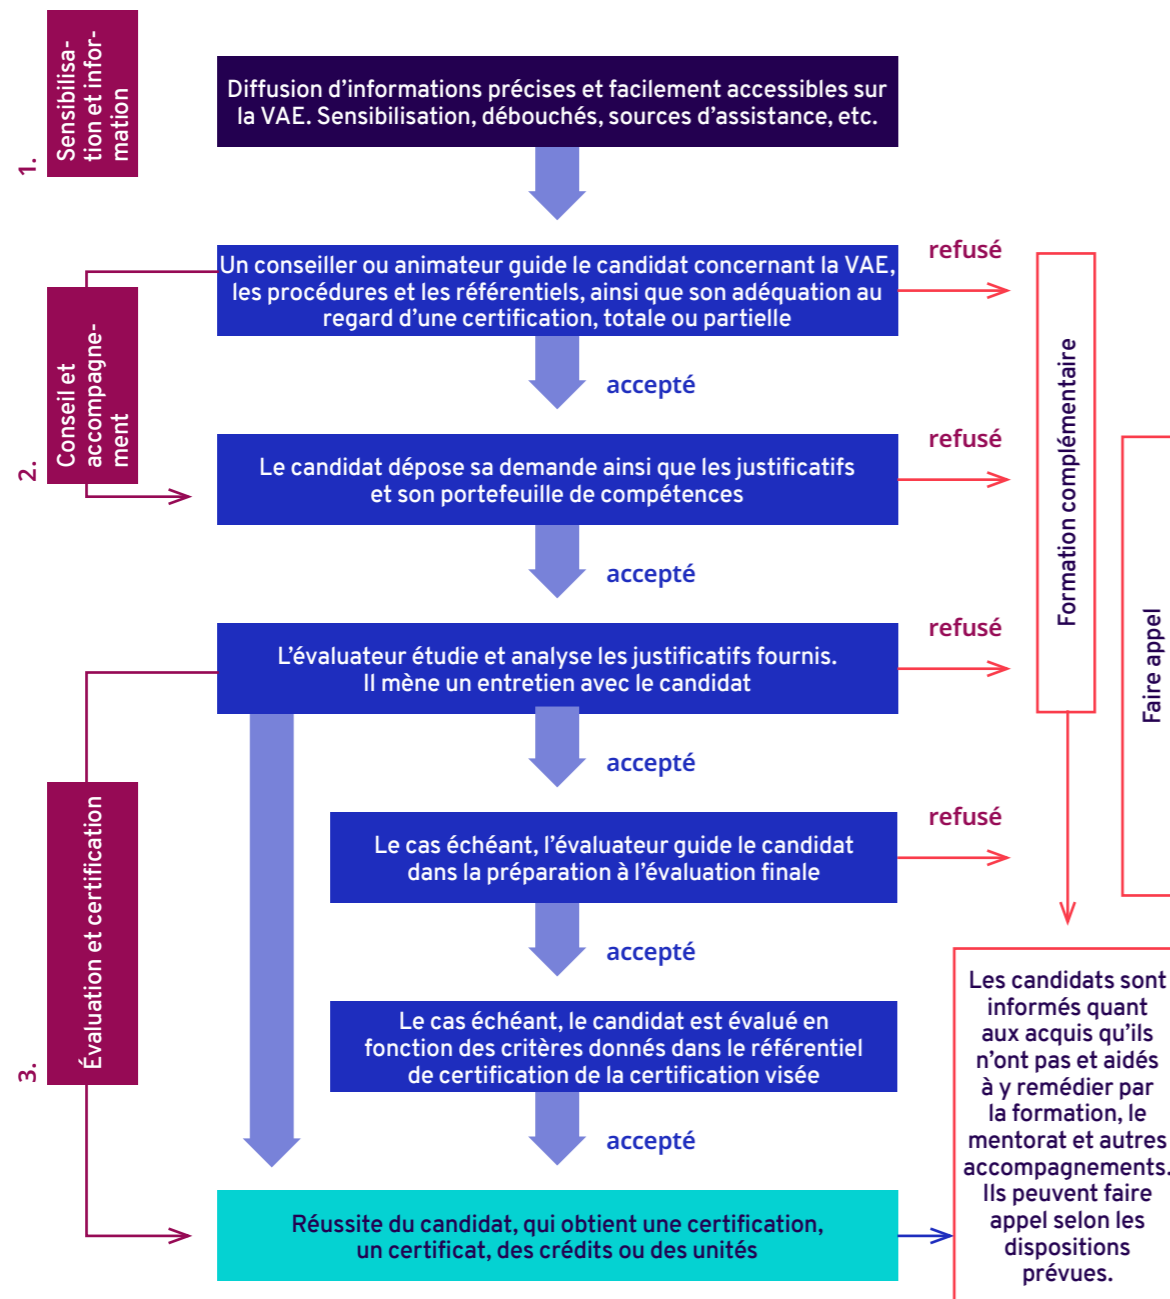 1.
Sensibilisa-
tion et infor-
mation
Diffusion d’informations précises et facilement accessibles sur
la VAE. Sensibilisation, débouchés, sources d’assistance, etc.
2.
Conseil et
accompagne-
ment
Un conseiller ou animateur guide le candidat concernant la VAE,
les procédures et les référentiels, ainsi que son adéquation au
regard d’une certification, totale ou partielle
refusé
accepté
Le candidat dépose sa demande ainsi que les justificatifs
et son portefeuille de compétences
refusé
accepté
3.
Évaluation et certification
L’évaluateur étudie et analyse les justificatifs fournis.
Il mène un entretien avec le candidat
refusé
accepté
Le cas échéant, l’évaluateur guide le candidat
dans la préparation à l’évaluation finale
refusé
accepté
Le cas échéant, le candidat est évalué en
fonction des critères donnés dans le référentiel
de certification de la certification visée
accepté
Réussite du candidat, qui obtient une certification,
un certificat, des crédits ou des unités
Formation complémentaire
Faire appel
Les candidats sont
informés quant
aux acquis qu’ils
n’ont pas et aidés
à y remédier par
la formation, le
mentorat et autres
accompagnements.
Ils peuvent faire
appel selon les
dispositions
prévues.